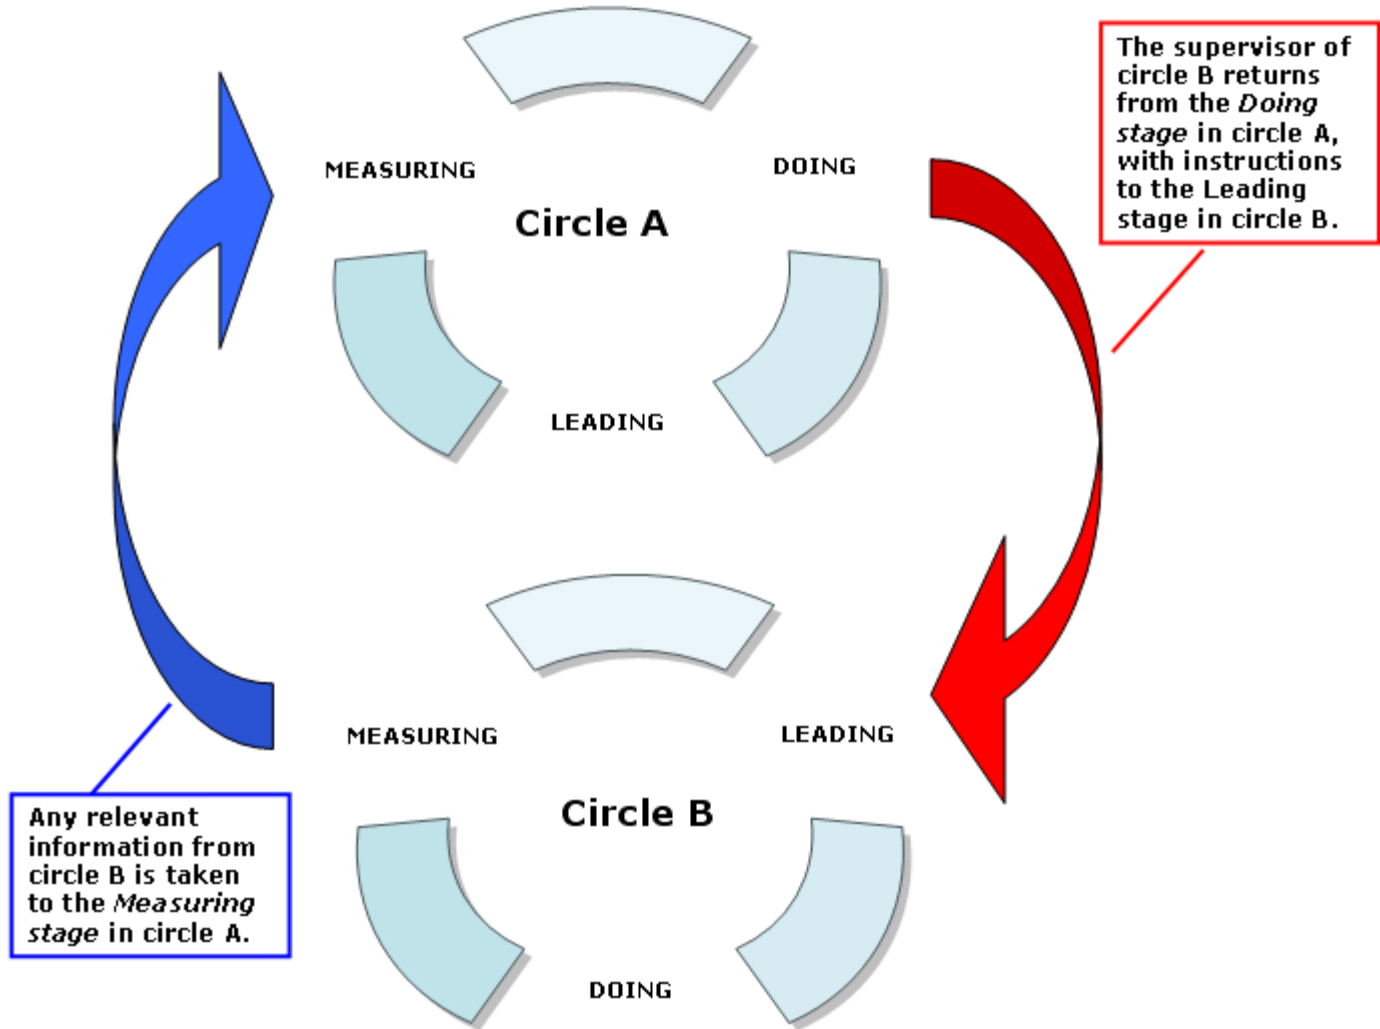 The supervisor of
circle B returns
from the Doing
stage in circle A,
with instructions
to the Leading
stage in circle B.
MEASURING
DOING
Circle A
LEADING
MEASURING
LEADING
Circle B
DOING
Any relevant
information from
circle B is taken
to the Measuring
stage in circle A.